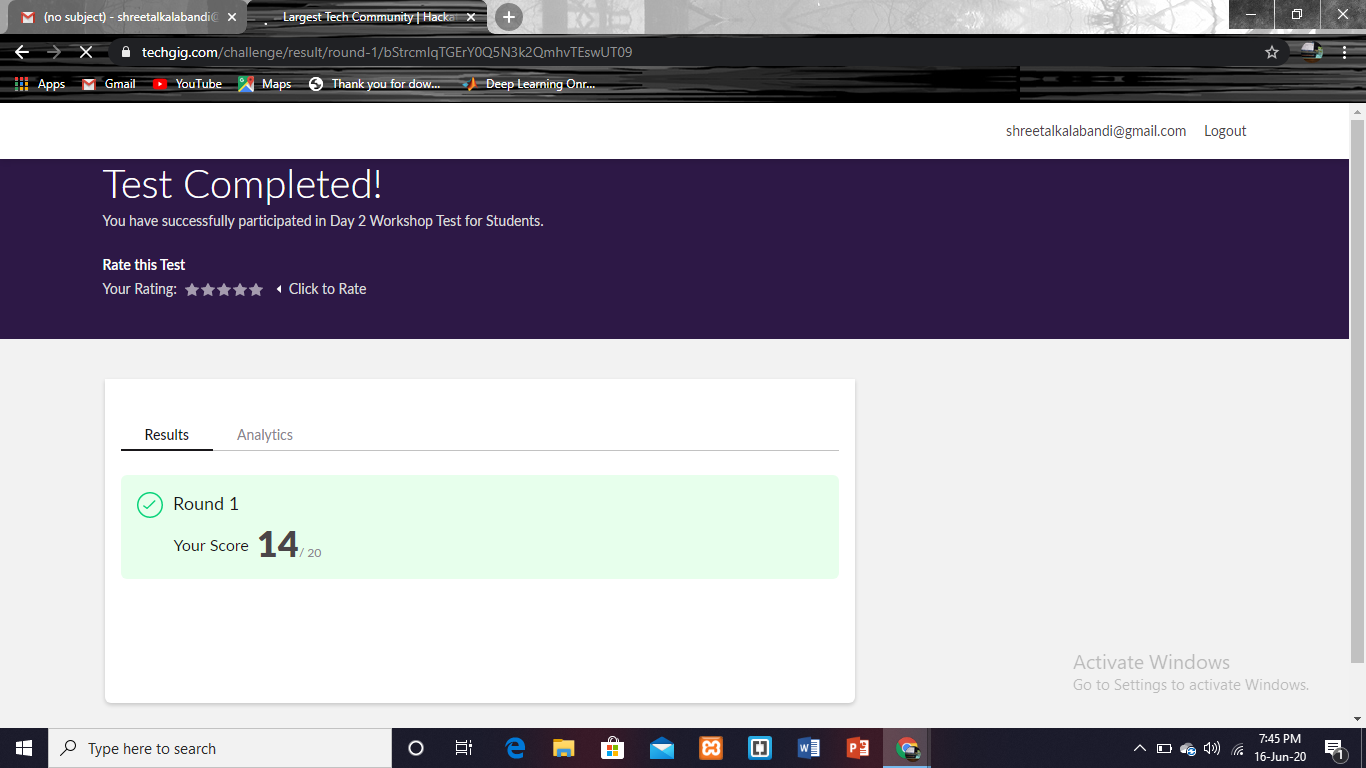 (no subject) - shreetalkalabandi@
Largest Tech Community | Hacka
techgig.com/challenge/result/round-1/bStrcmlqTGErY0Q5N3k2QmhvTEswUT09
Apps Gmail YouTube Maps Thank you for dow... Deep Learning Onr...
shreetalkalabandi@gmail.com Logout
Test Completed!
You have successfully participated in Day 2 Workshop Test for Students.
Rate this Test
Your Rating: Click to Rate
Results Analytics
Round 1
Your Score 14 / 20
Activate Windows
Go to Settings to activate Windows.
Type here to search
7:45 PM
16-Jun-20
1